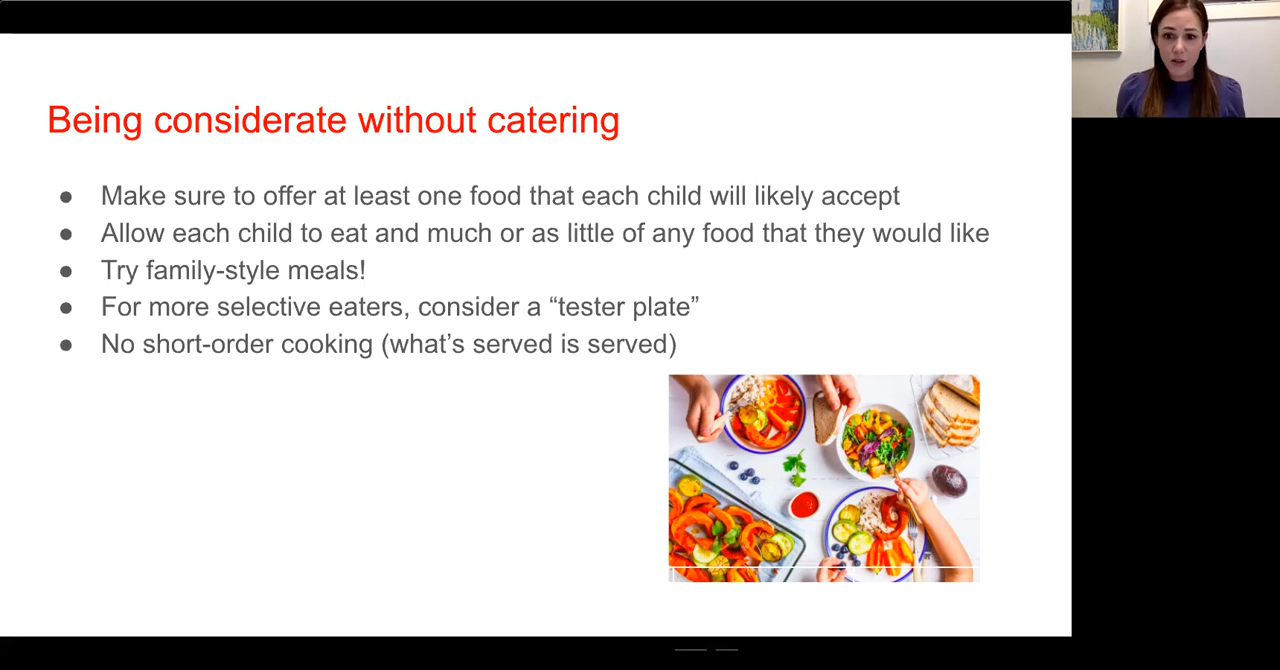 Being considerate without catering
● Make sure to offer at least one food that each child will likely accept
● Allow each child to eat and much or as little of any food that they would like
● Try family-style meals!
● For more selective eaters, consider a “tester plate”
● No short-order cooking (what’s served is served)